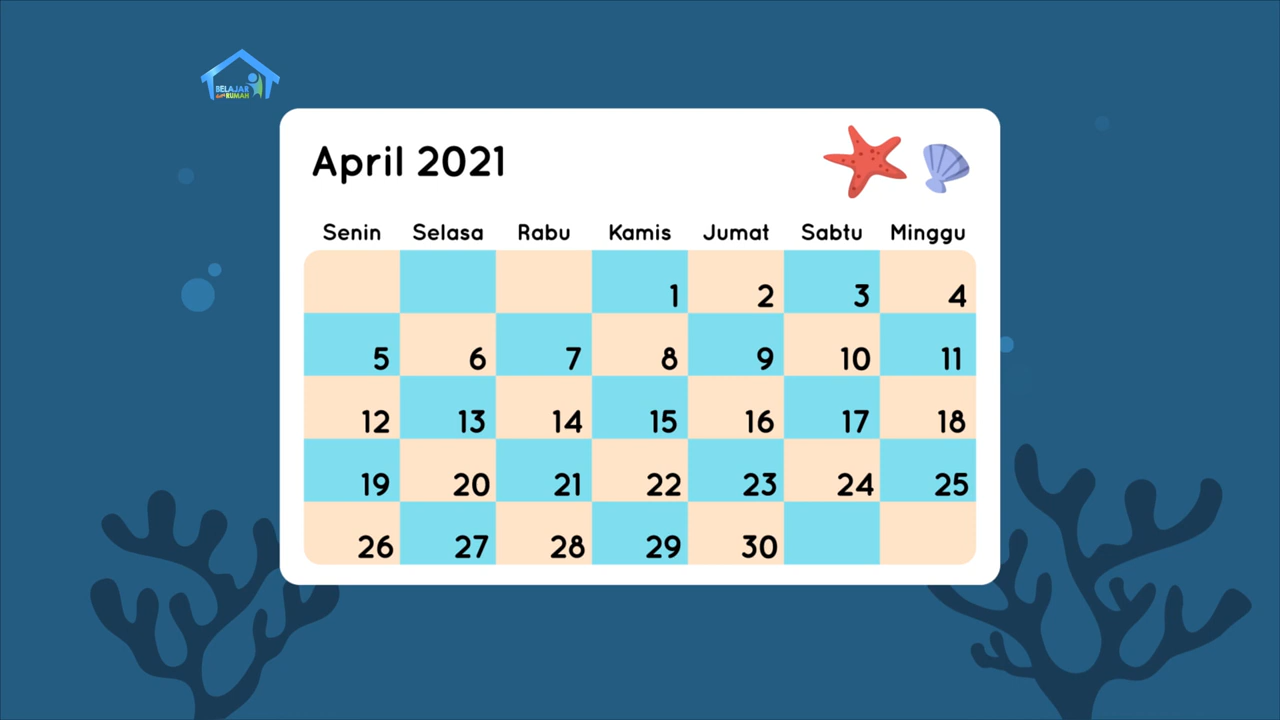 BELAJAR
dari RUMAH
April 2021
Senin Selasa Rabu Kamis Jumat Sabtu Minggu
1 2 3 4
5 6 7 8 9 10 11
12 13 14 15 16 17 18
19 20 21 22 23 24 25
26 27 28 29 30